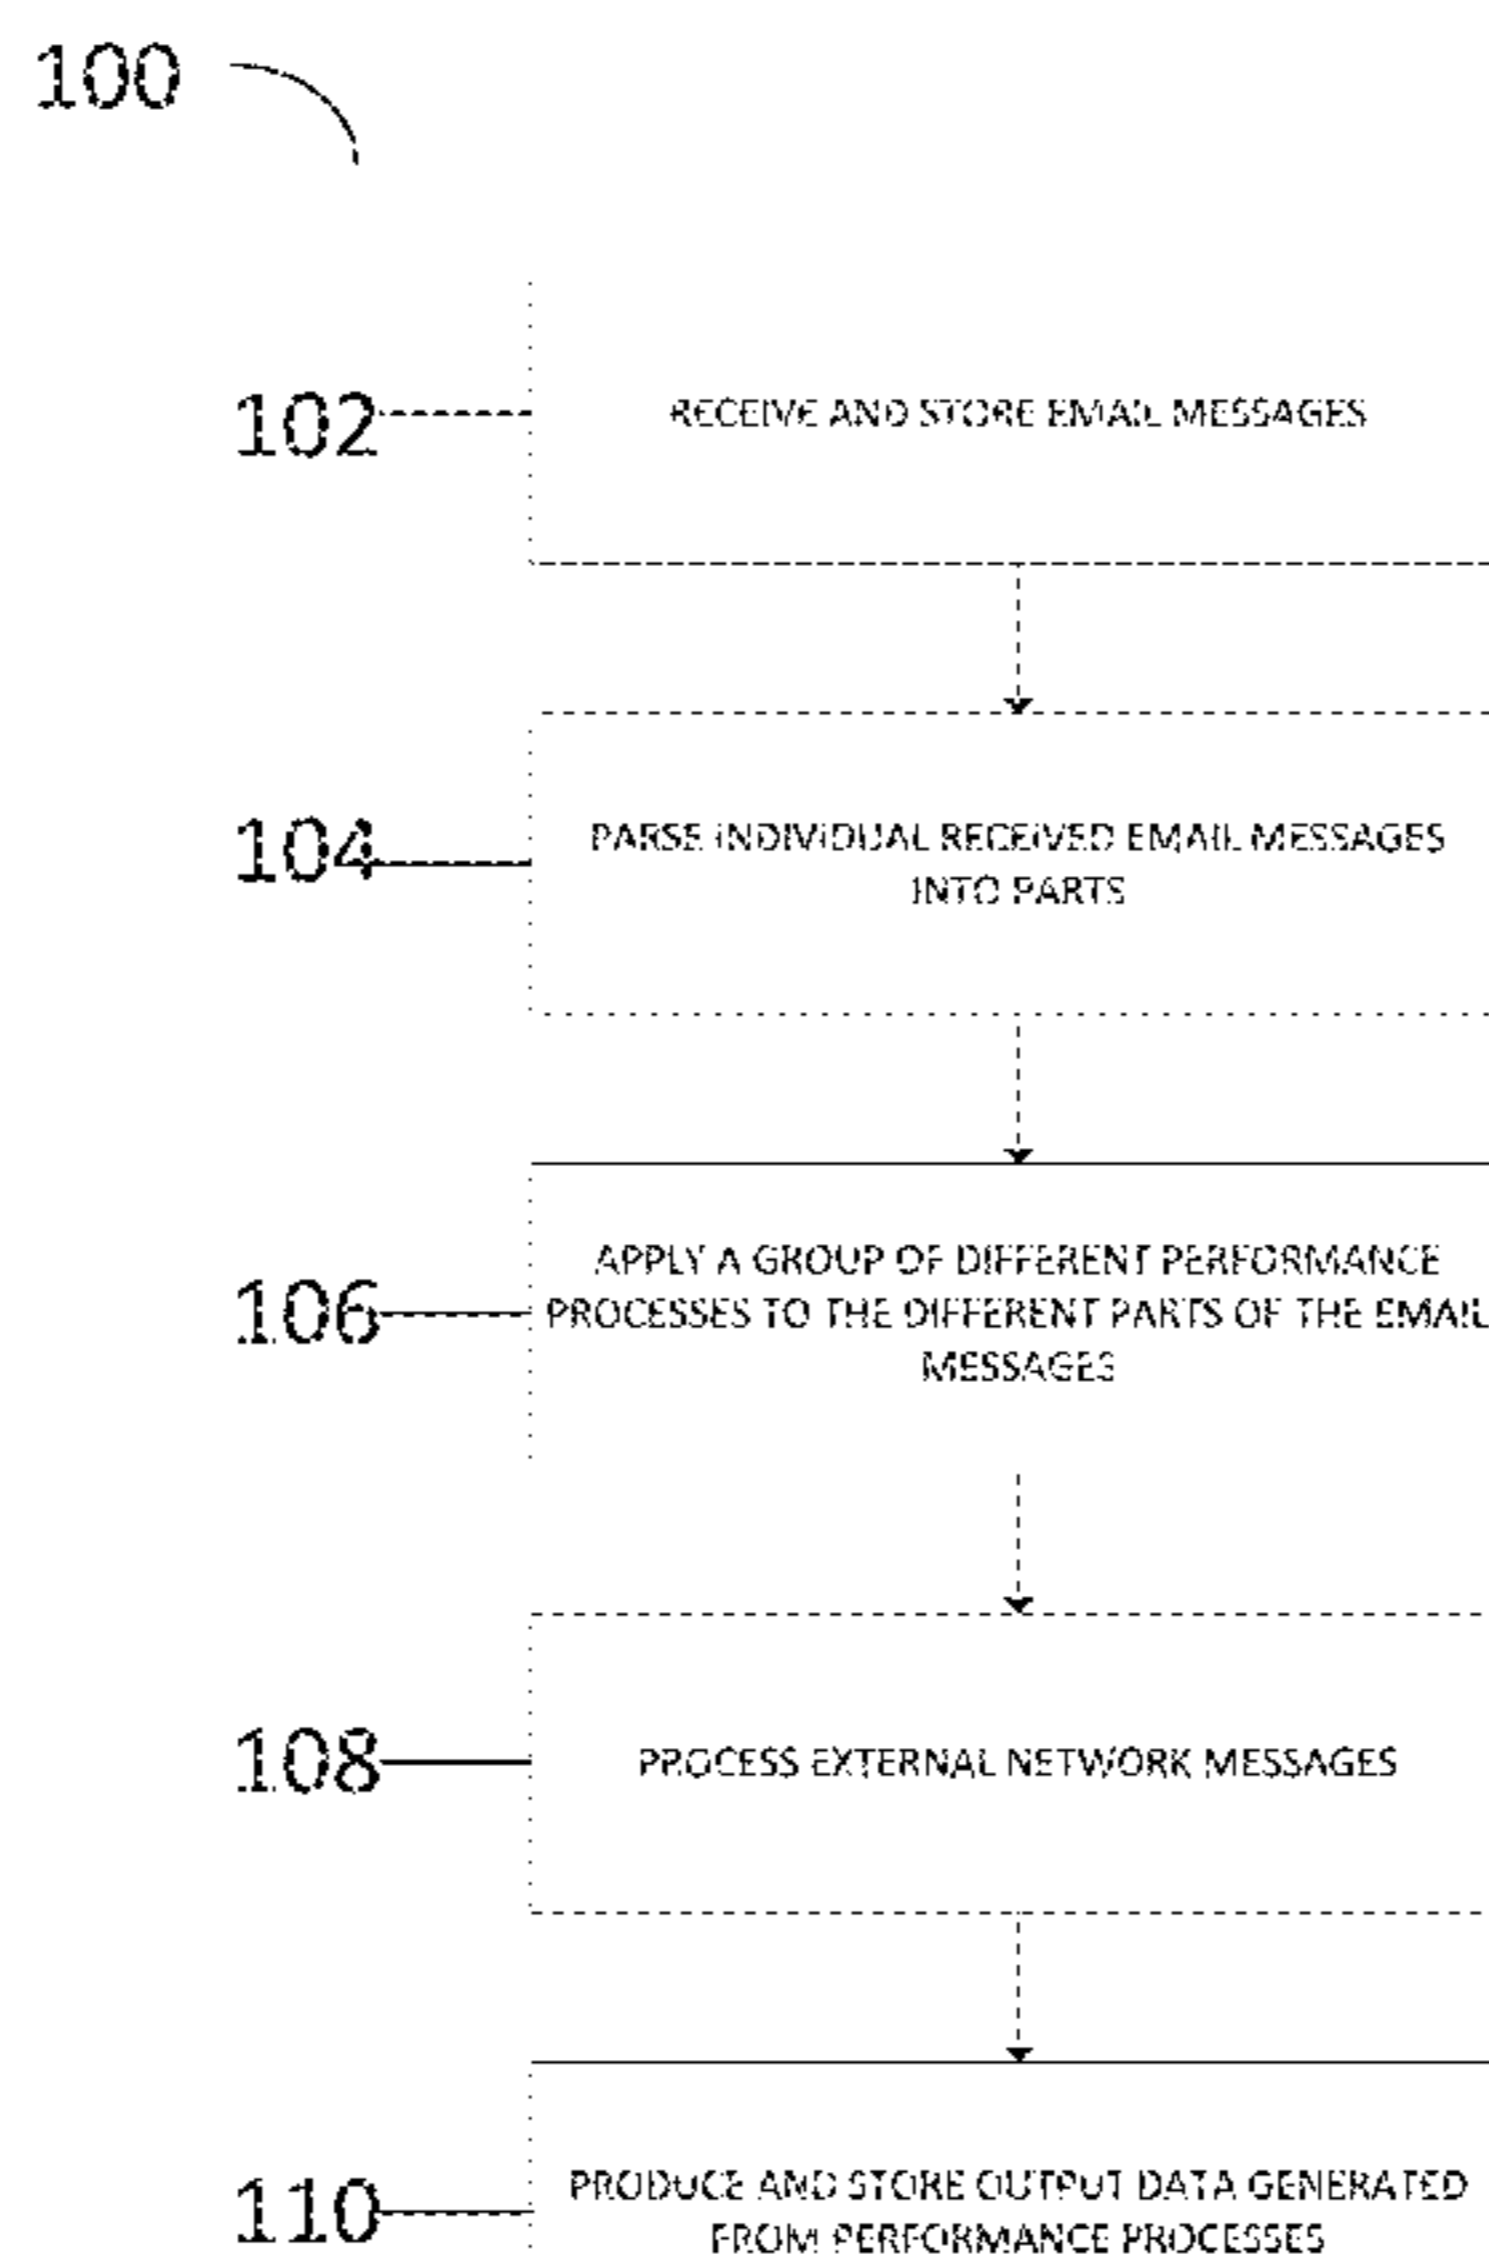 100
102
RECEIVE AND STORE EMAIL MESSAGES
104
PARSE INDIVIDUAL RECEIVED EMAIL MESSAGES
INTO PARTS
106
APPLY A GROUP OF DIFFERENT PERFORMANCE
PROCESSES TO THE DIFFERENT PARTS OF THE EMAIL
MESSAGES
108
PROCESS EXTERNAL NETWORK MESSAGES
110
PRODUCE AND STORE OUTPUT DATA GENERATED
FROM PERFORMANCE PROCESSES